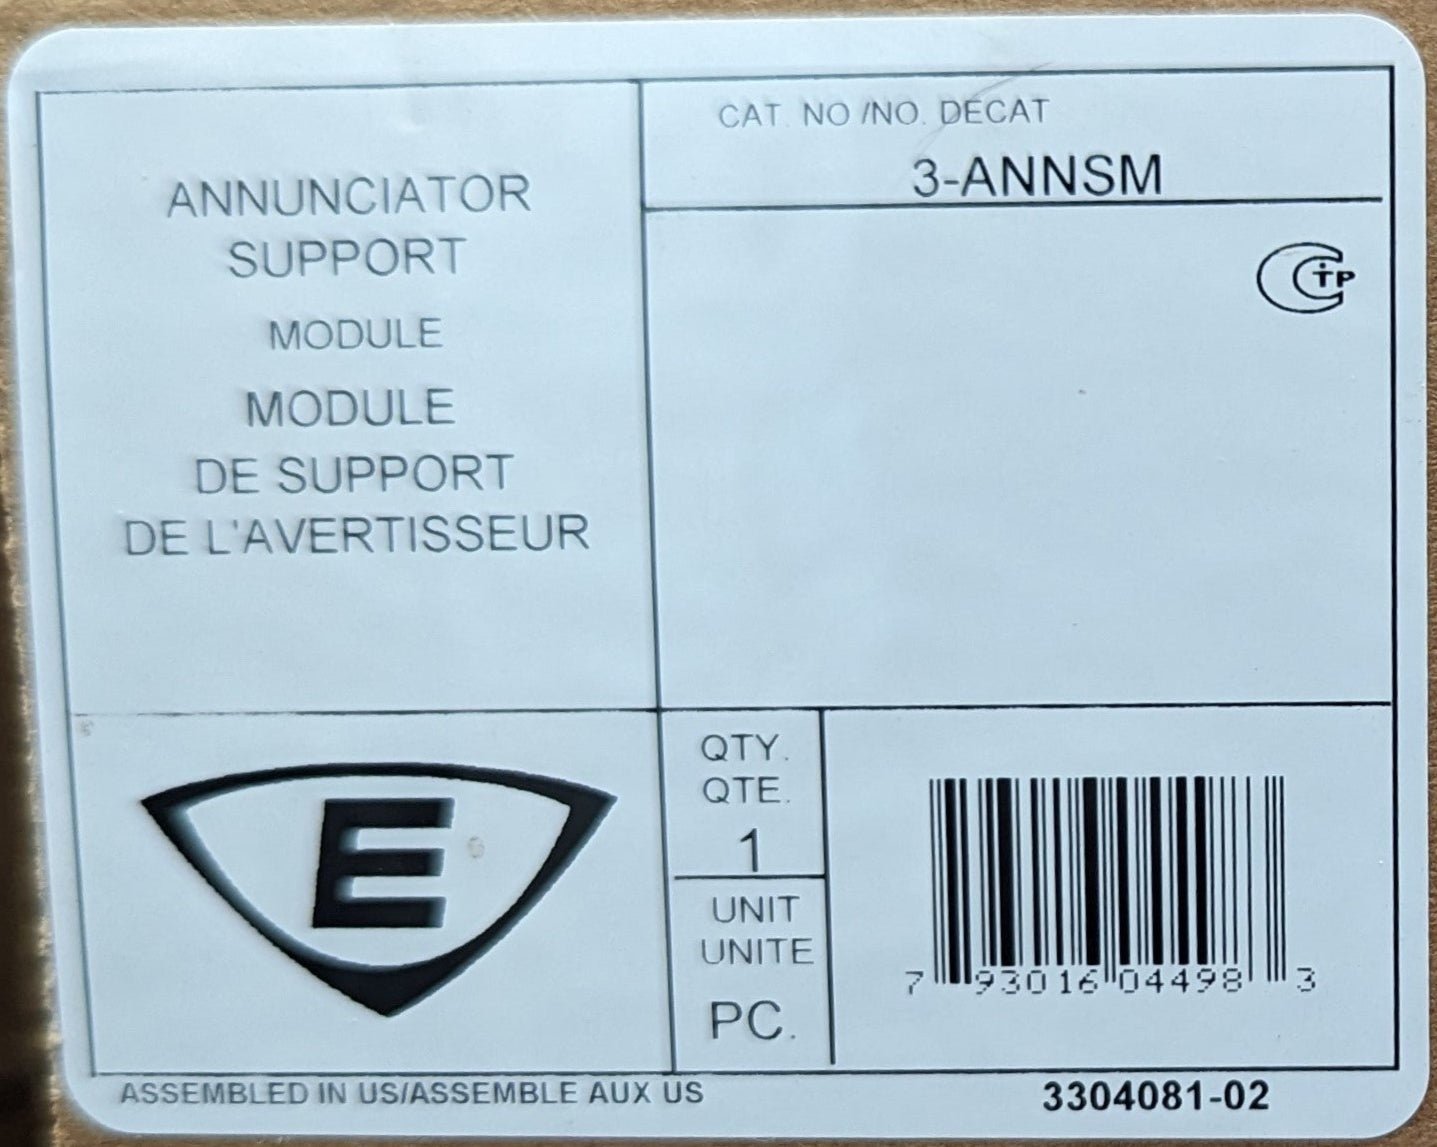 ANNUNCIATOR
SUPPORT
MODULE
MODULE
DE SUPPORT
DE L'AVERTISSEUR
CAT. NO /NO. DECAT
3-ANNSM
CTP
E
QTY.
QTE.
1
UNIT
UNITE
PC.
7 93016 04498 3
ASSEMBLED IN US/ASSEMBLE AUX US
3304081-02